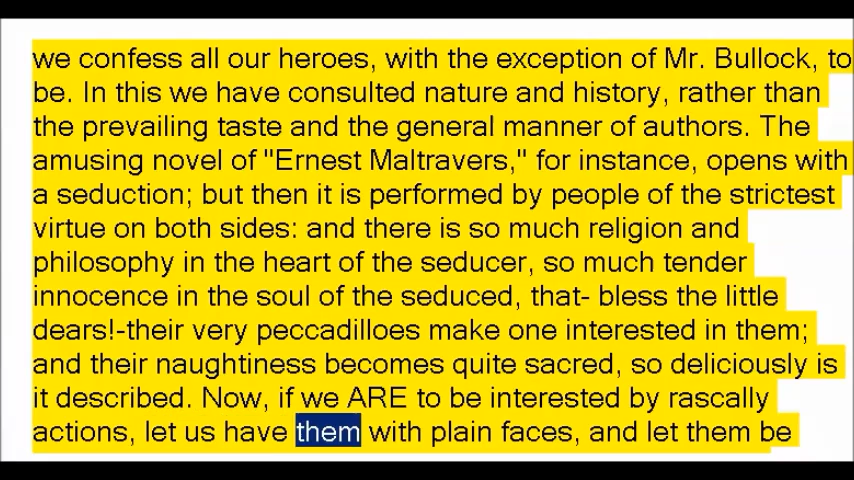 we confess all our heroes, with the exception of Mr. Bullock, to
be. In this we have consulted nature and history, rather than
the prevailing taste and the general manner of authors. The
amusing novel of "Ernest Maltravers," for instance, opens with
a seduction; but then it is performed by people of the strictest
virtue on both sides: and there is so much religion and
philosophy in the heart of the seducer, so much tender
innocence in the soul of the seduced, that- bless the little
dears!-their very peccadilloes make one interested in them;
and their naughtiness becomes quite sacred, so deliciously is
it described. Now, if we ARE to be interested by rascally
actions, let us have them with plain faces, and let them be